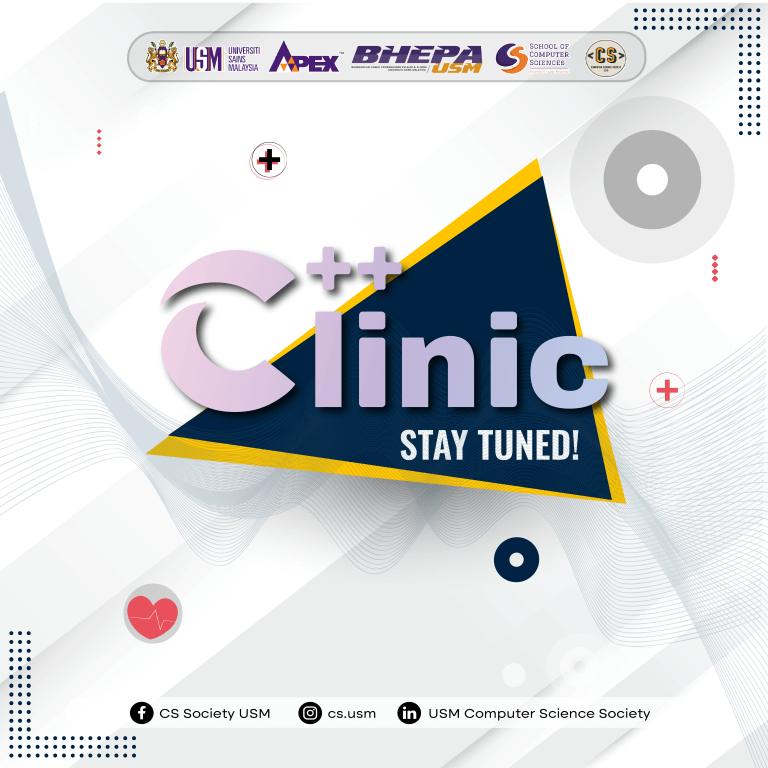 USM
UNIVERSITI
SAINS
MALAYSIA
APEX
BHEPA
USM
SCHOOL OF
COMPUTER
SCIENCES
<CS>
C++
Clinic
STAY TUNED!
CS Society USM
cs.usm
USM Computer Science Society